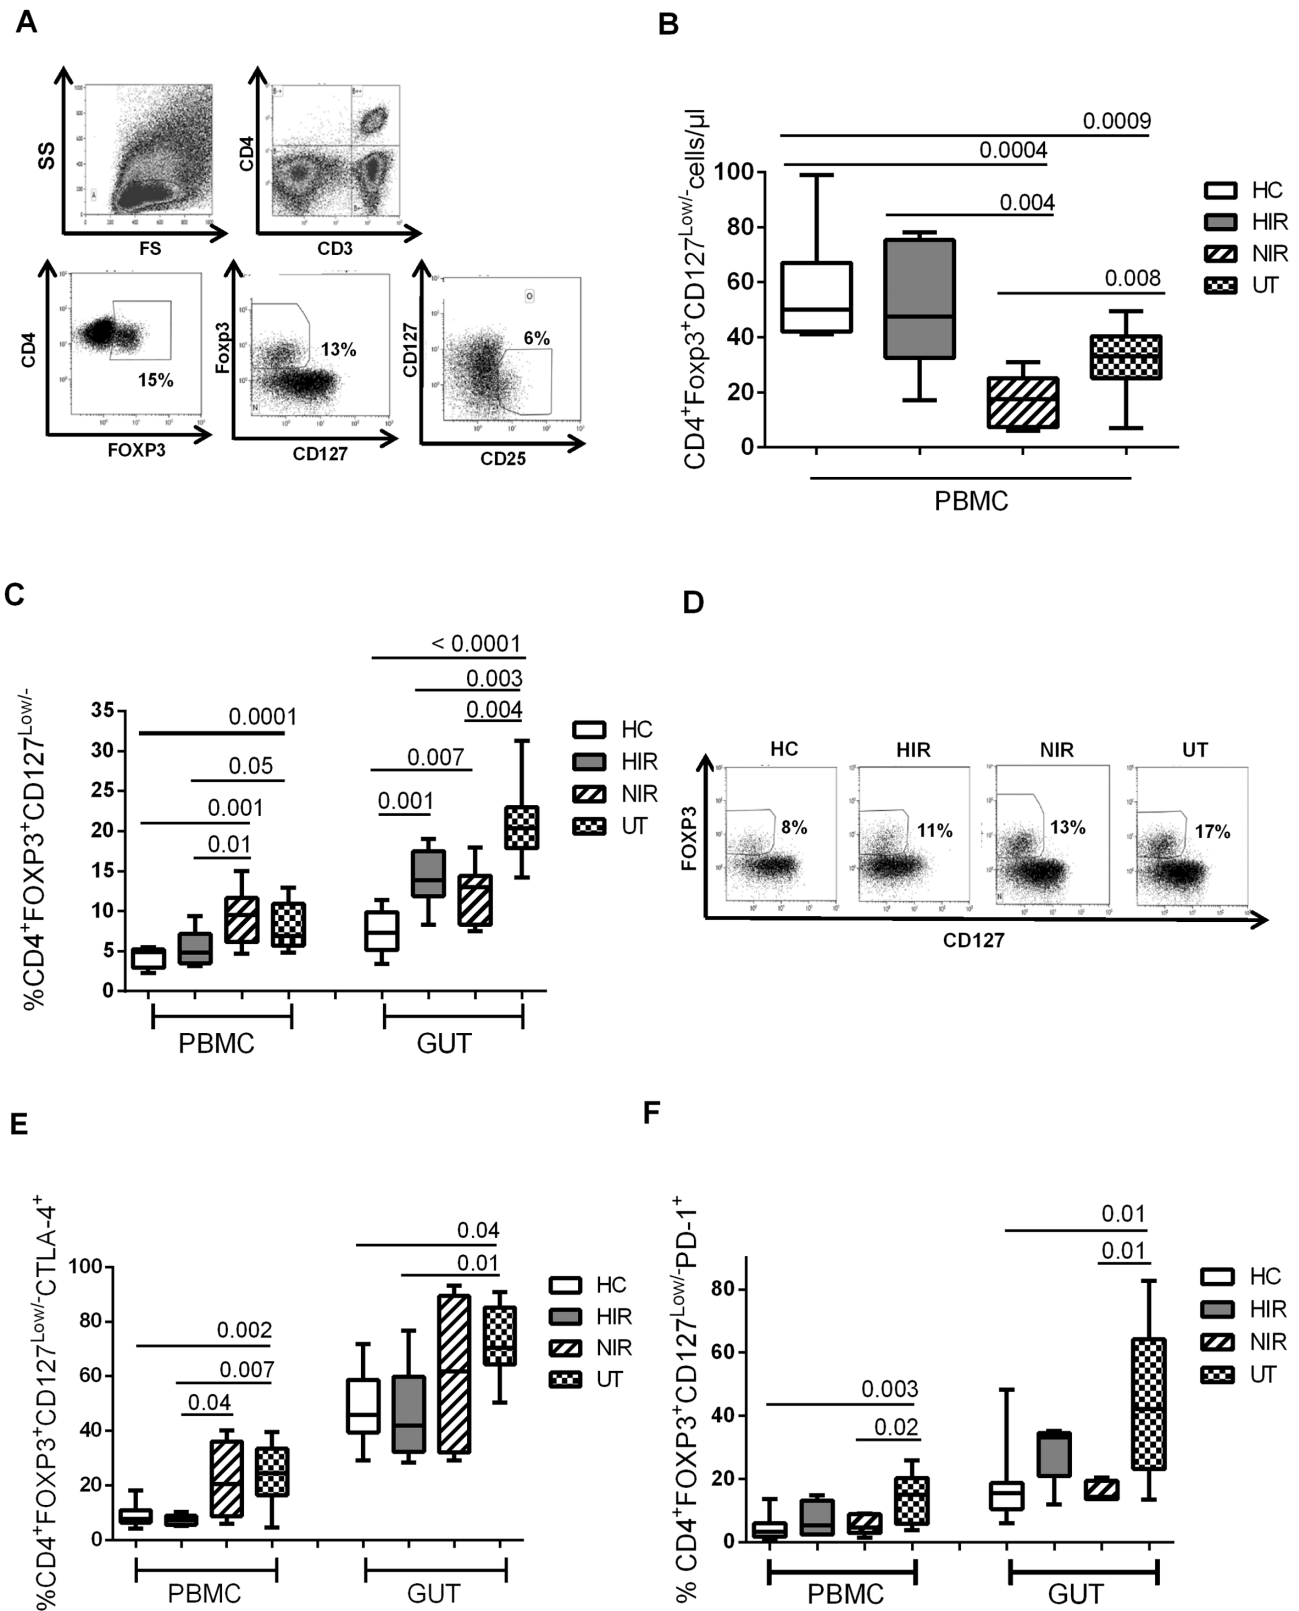 A
SS
FS
CD4
CD3
CD4
15%
FOXP3
Foxp3
13%
N
CD127
CD127
6%
CD25
B
CD4+Foxp3+CD127Low/-cells/µl
0.0009
0.0004
0.004
0.008
100
80
60
40
20
0
PBMC
HC
HIR
NIR
UT
C
%CD4+FOXP3+CD127Low/-
< 0.0001
0.003
0.004
0.0001
0.007
0.05
0.001
0.001
0.01
35
30
25
20
15
10
5
0
PBMC
GUT
HC
HIR
NIR
UT
D
HC
HIR
NIR
UT
FOXP3
8%
11%
13%
17%
N
CD127
E
%CD4+FOXP3+CD127Low/-CTLA-4+
0.04
0.01
0.002
0.007
0.04
100
80
60
40
20
0
PBMC
GUT
HC
HIR
NIR
UT
F
% CD4+FOXP3+CD127Low/-PD-1+
0.01
0.01
0.003
0.02
80
60
40
20
0
PBMC
GUT
HC
HIR
NIR
UT